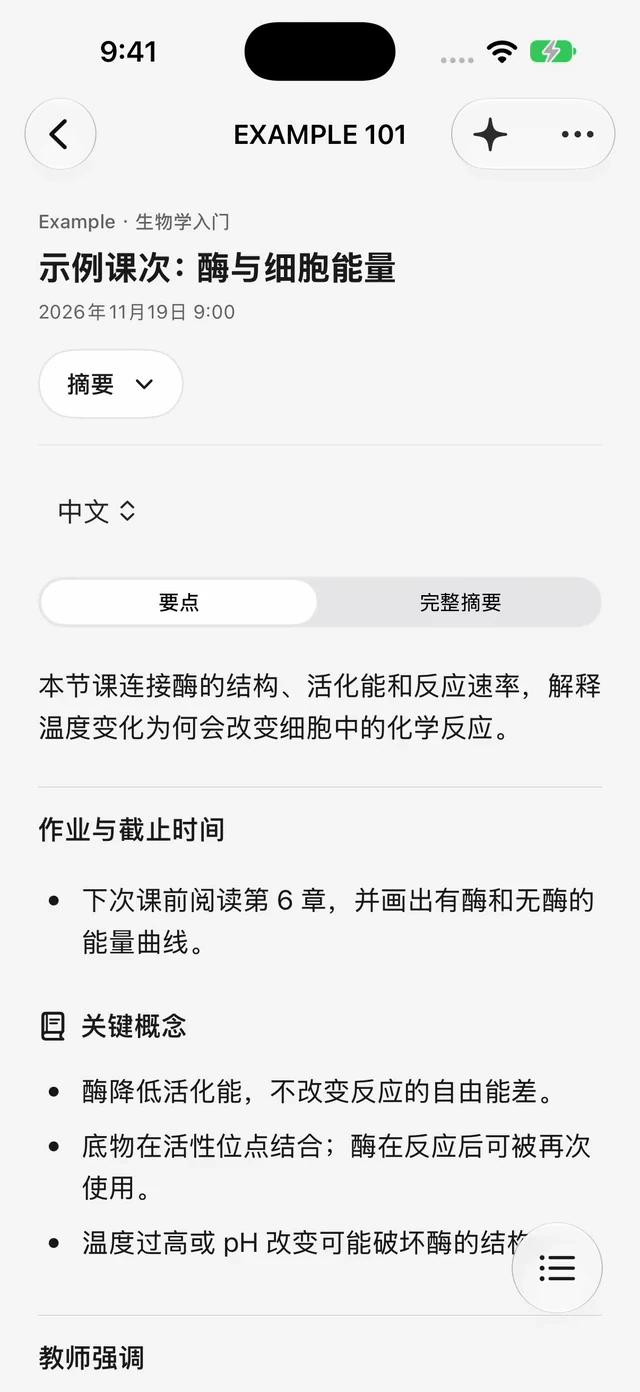 9:41
EXAMPLE 101
Example · 生物学入门
示例课次：酶与细胞能量
2026年11月19日 9:00
摘要
中文
要点
完整摘要
本节课连接酶的结构、活化能和反应速率，解释
温度变化为何会改变细胞中的化学反应。
作业与截止时间
• 下次课前阅读第 6 章，并画出有酶和无酶的
能量曲线。
关键概念
• 酶降低活化能，不改变反应的自由能差。
• 底物在活性位点结合；酶在反应后可被再次
使用。
• 温度过高或 pH 改变可能破坏酶的结
教师强调